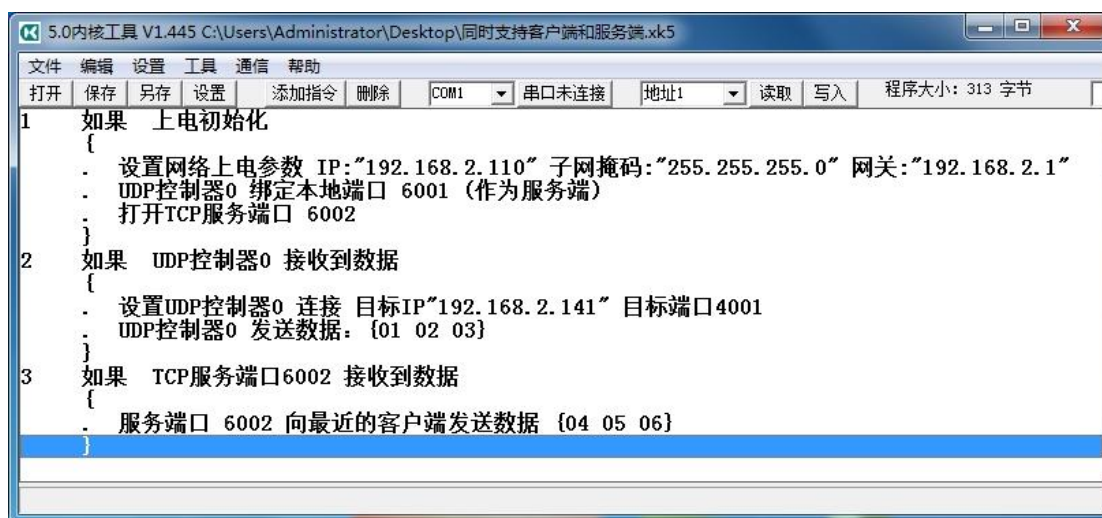 5.0内核工具 V1.445 C:\Users\Administrator\Desktop\同时支持客户端和服务端.xk5
文件 编辑 设置 工具 通信 帮助
打开 保存 另存 设置 添加指令 删除 COM1 串口未连接 地址1 读取 写入 程序大小: 313 字节
1 如果 上电初始化
{
. 设置网络上电参数 IP:"192.168.2.110" 子网掩码:"255.255.255.0" 网关:"192.168.2.1"
. UDP控制器0 绑定本地端口 6001 (作为服务端)
. 打开TCP服务端口 6002
}
2 如果 UDP控制器0 接收到数据
{
. 设置UDP控制器0 连接 目标IP"192.168.2.141" 目标端口4001
. UDP控制器0 发送数据: {01 02 03}
}
3 如果 TCP服务端口6002 接收到数据
{
. 服务端口 6002 向最近的客户端发送数据 {04 05 06}
}